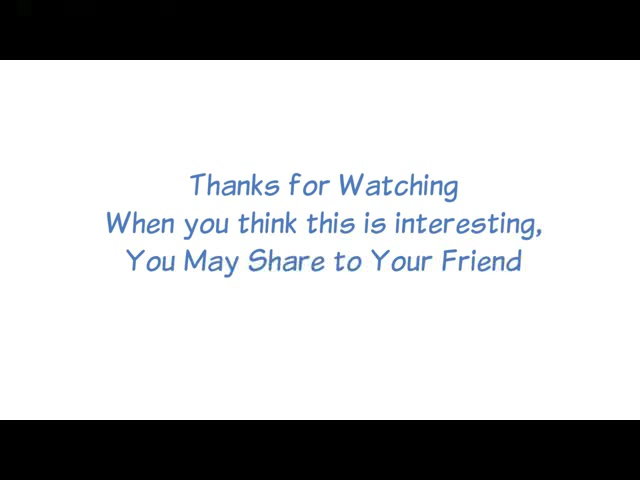 Thanks for Watching
When you think this is interesting,
You May Share to Your Friend